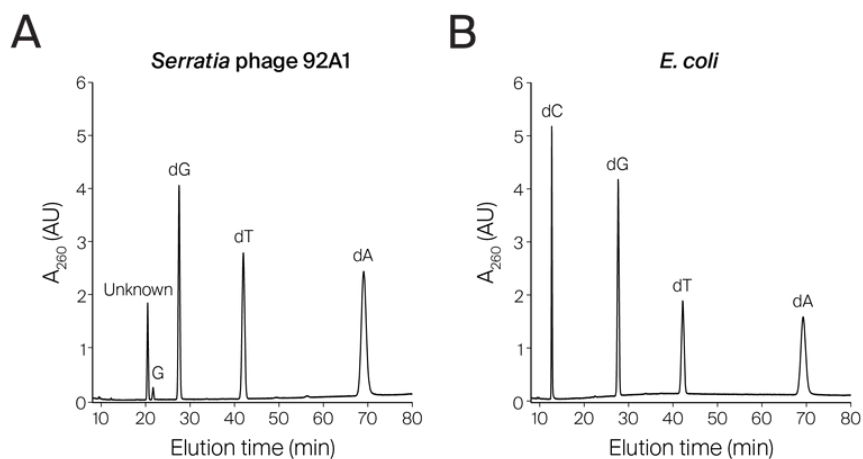 A
Serratia phage 92A1
6
5
4
3
2
1
0
A260 (AU)
Unknown
G
dG
dT
dA
10
20
30
40
50
60
70
80
Elution time (min)
B
E. coli
6
5
4
3
2
1
0
A260 (AU)
dC
dG
dT
dA
10
20
30
40
50
60
70
80
Elution time (min)